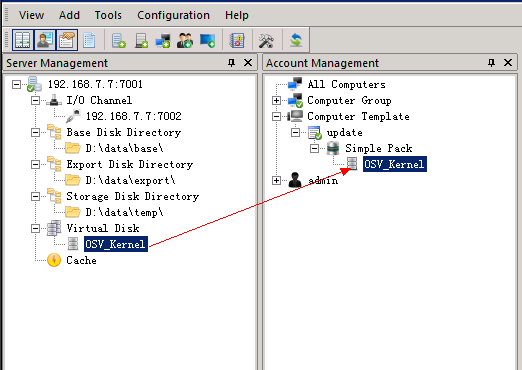 View Add Tools Configuration Help
Server Management
192.168.7.7:7001
I/O Channel
192.168.7.7:7002
Base Disk Directory
D:\data\base\
Export Disk Directory
D:\data\export\
Storage Disk Directory
D:\data\temp\
Virtual Disk
OSV_Kernel
Cache
Account Management
All Computers
Computer Group
Computer Template
update
Simple Pack
OSV_Kernel
admin